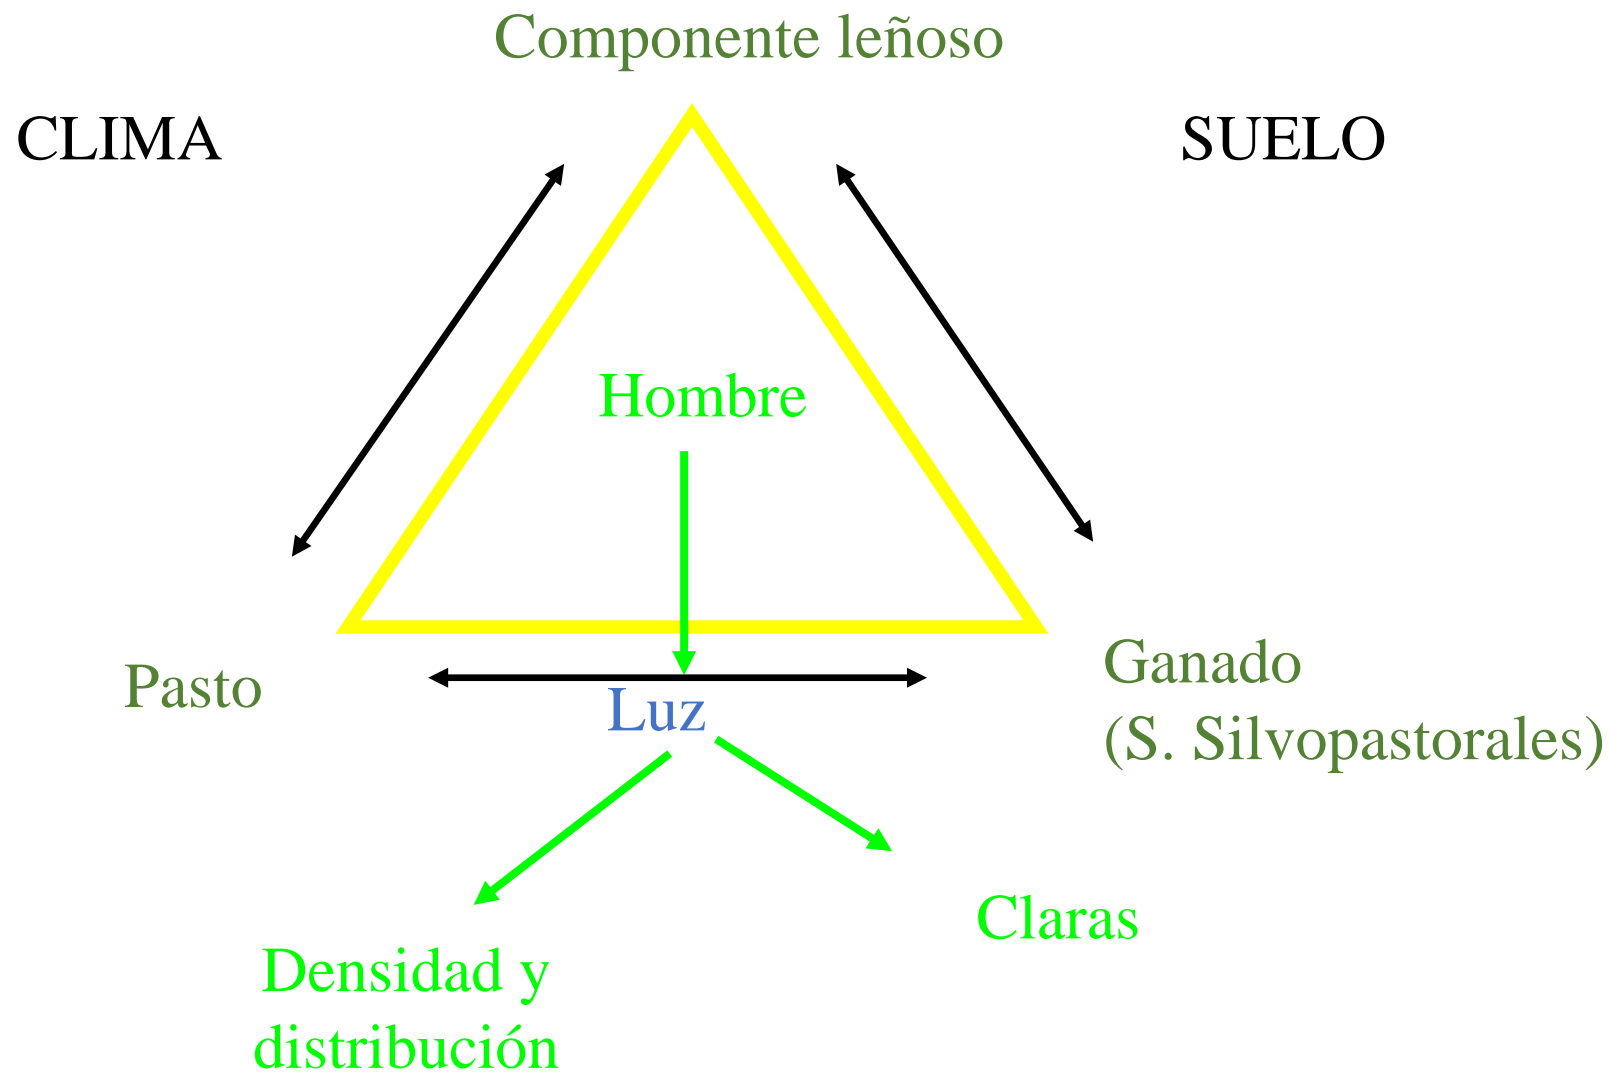 Componente leñoso
CLIMA
SUELO
Hombre
Pasto
Luz
Ganado
(S. Silvopastorales)
Claras
Densidad y
distribución